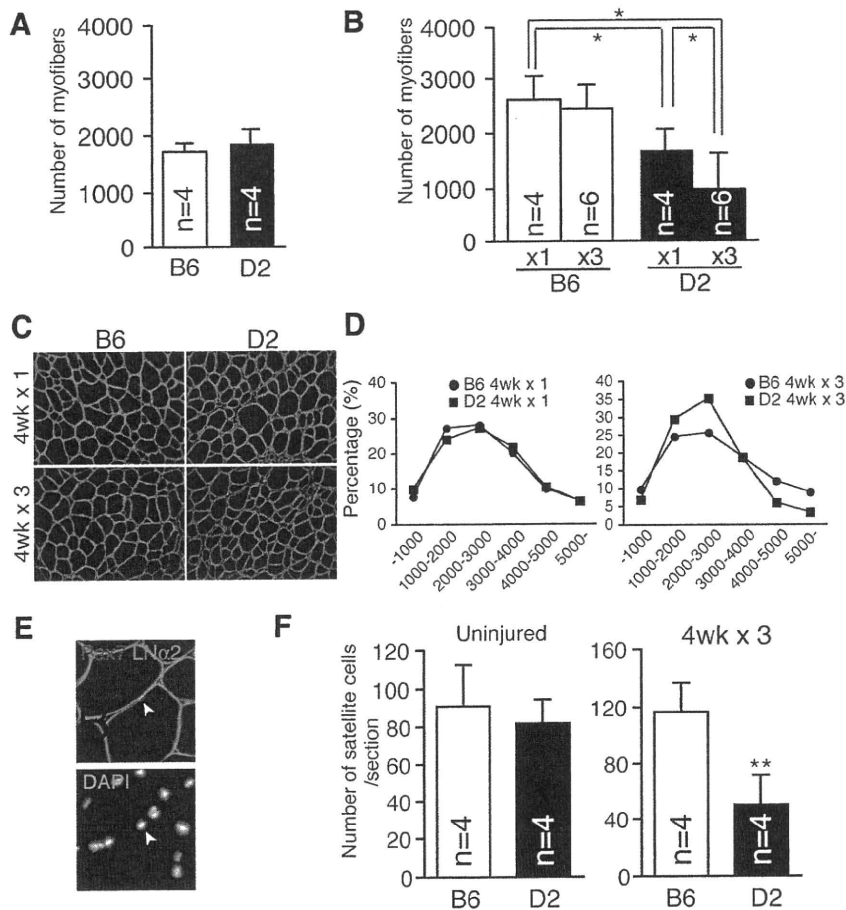 A
Number of myofibers
4000
3000
2000
1000
0
n=4
n=4
B6
D2
B
Number of myofibers
4000
3000
2000
1000
0
*
*
*
n=4
n=6
n=4
n=6
x1
x3
x1
x3
B6
D2
C
B6
D2
4wk x 1
4wk x 3
D
Percentage (%)
40
30
20
10
0
B6 4wk x 1
D2 4wk x 1
-1000
1000-2000
2000-3000
3000-4000
4000-5000
5000-
40
35
30
25
20
15
10
5
0
B6 4wk x 3
D2 4wk x 3
-1000
1000-2000
2000-3000
3000-4000
4000-5000
5000-
E
Pax7 LNα2
DAPI
F
Number of satellite cells
/section
Uninjured
120
100
80
60
40
20
0
n=4
n=4
B6
D2
4wk x 3
160
120
80
40
0
**
n=4
n=4
B6
D2